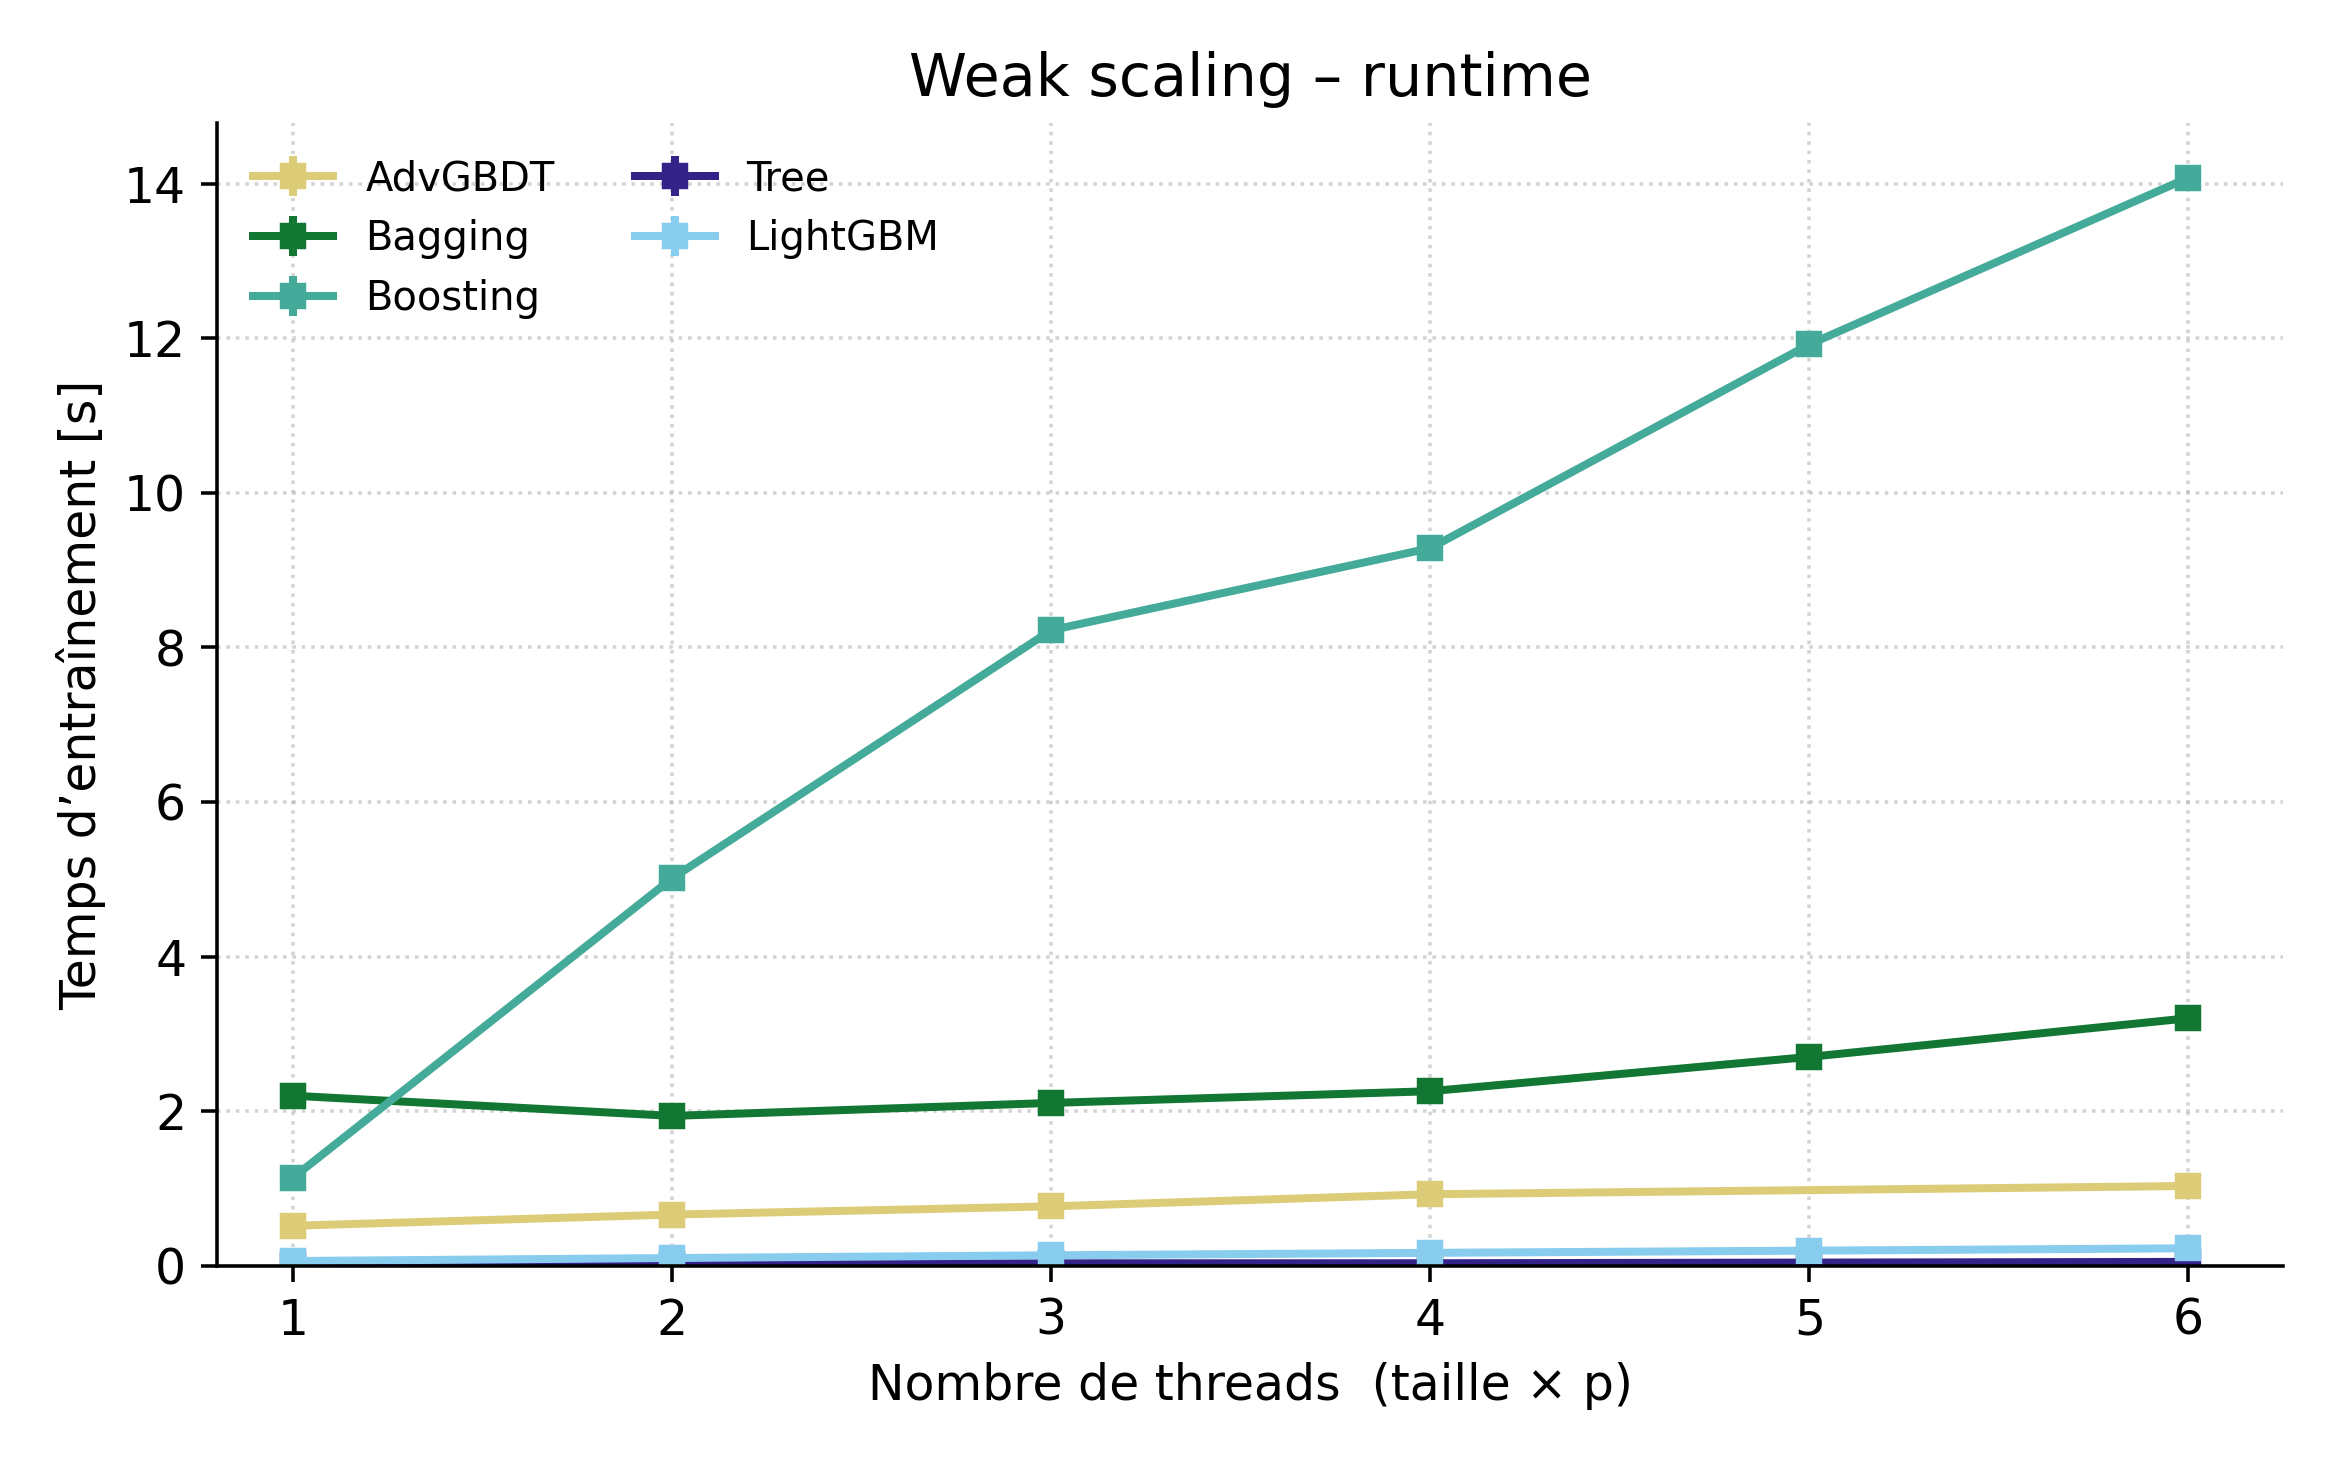 Weak scaling – runtime
AdvGBDT
Bagging
Boosting
Tree
LightGBM
Temps d’entraînement [s]
14
12
10
8
6
4
2
0
1 2 3 4 5 6
Nombre de threads  (taille × p)